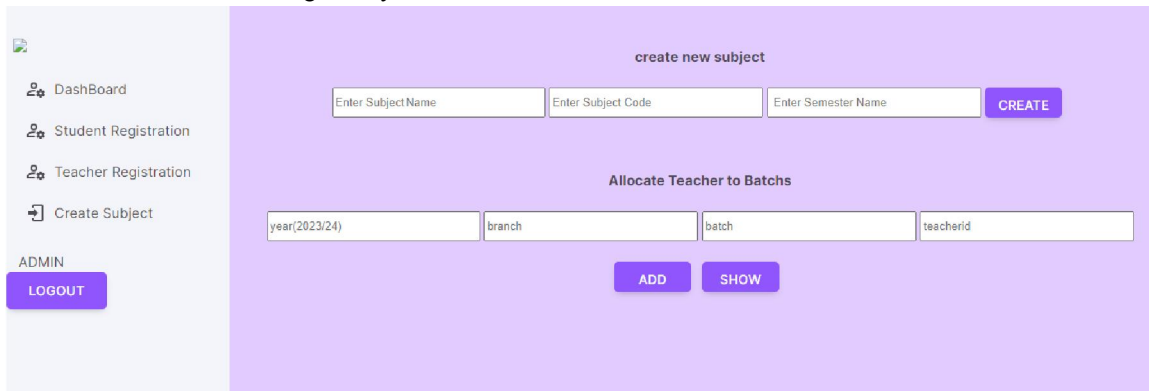 DashBoard
Student Registration
Teacher Registration
Create Subject
ADMIN
LOGOUT
create new subject
Enter Subject Name
Enter Subject Code
Enter Semester Name
CREATE
Allocate Teacher to Batchs
year(2023/24)
branch
batch
teacherid
ADD
SHOW